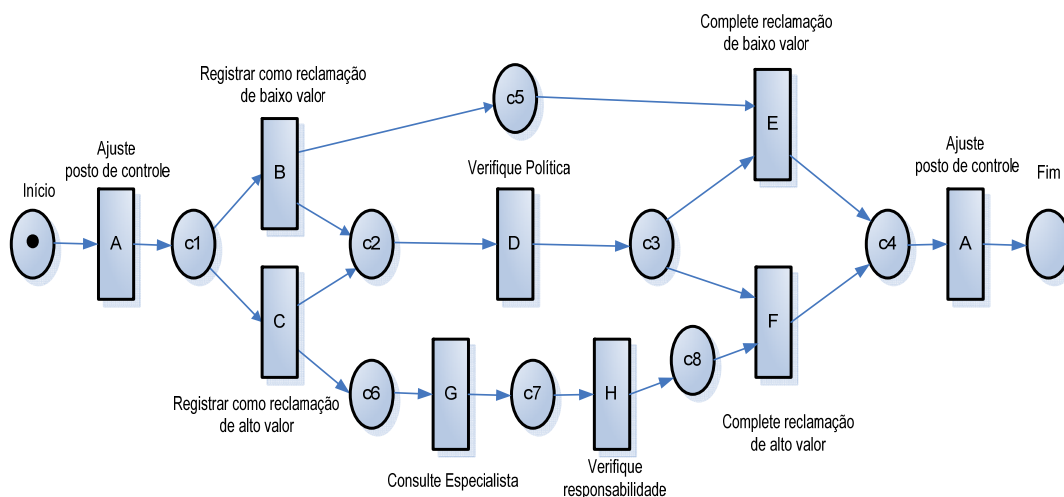 Complete reclamação
de baixo valor
Registrar como reclamação
de baixo valor
c5
E
Ajuste
posto de controle
B
Verifique Política
Ajuste
posto de controle
Início
Fim
A
c1
c2
D
c3
c4
A
C
F
c8
c6
G
c7
H
Registrar como reclamação
de alto valor
Complete reclamação
de alto valor
Consulte Especialista
Verifique
responsabilidade